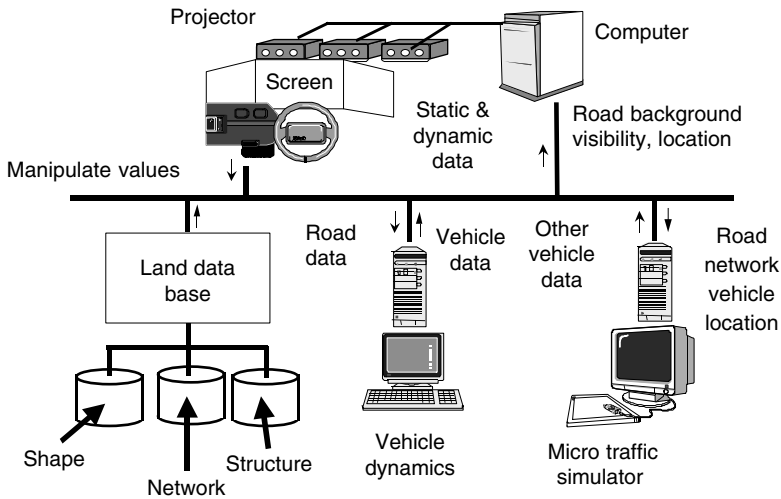 Projector
Computer
Screen
Static &
dynamic
data
Road background
visibility, location
Manipulate values
Land data
base
Road
data
Vehicle
data
Other
vehicle
data
Road
network
vehicle
location
Shape
Network
Structure
Vehicle
dynamics
Micro traffic
simulator